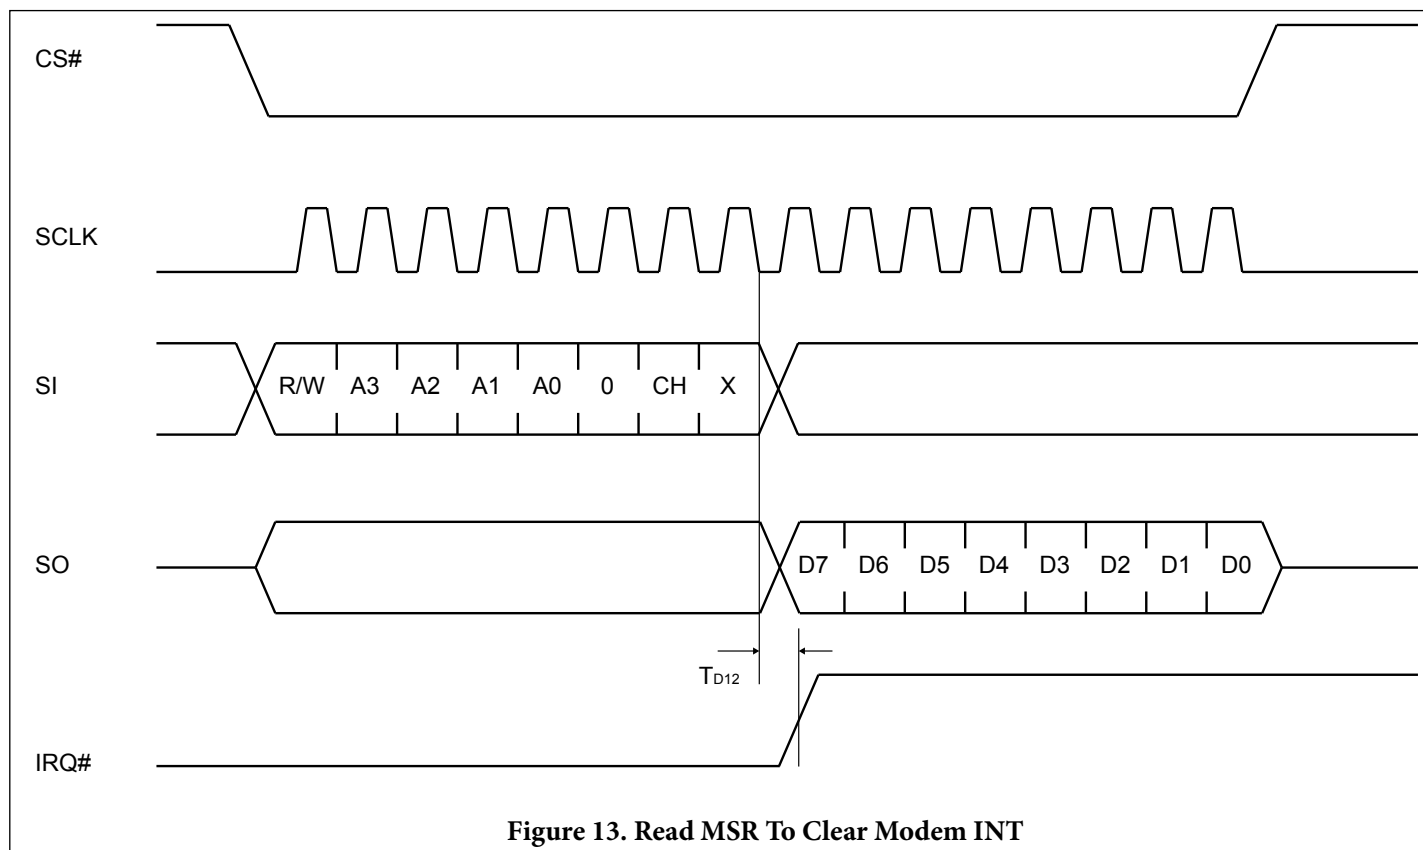 CS#
SCLK
SI
R/W A3 A2 A1 A0 0 CH X
SO
D7 D6 D5 D4 D3 D2 D1 D0
TD12
IRQ#
Figure 13. Read MSR To Clear Modem INT